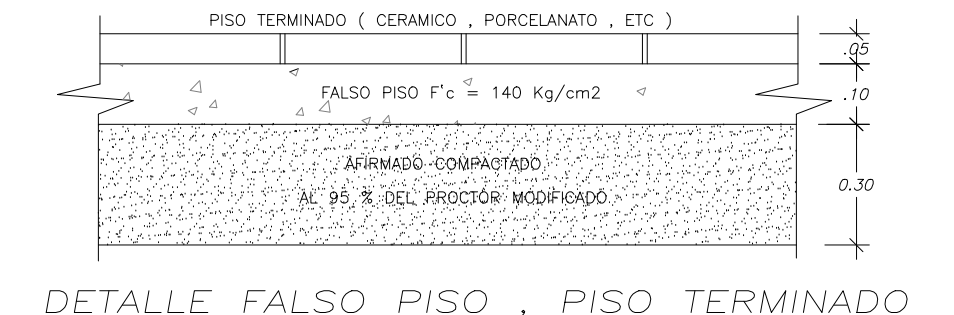 PISO TERMINADO ( CERAMICO , PORCELANATO , ETC )
.05
FALSO PISO F'c = 140 Kg/cm2
.10
AFIRMADO COMPACTADO
AL 95 % DEL PROCTOR MODIFICADO
0.30
DETALLE FALSO PISO , PISO TERMINADO